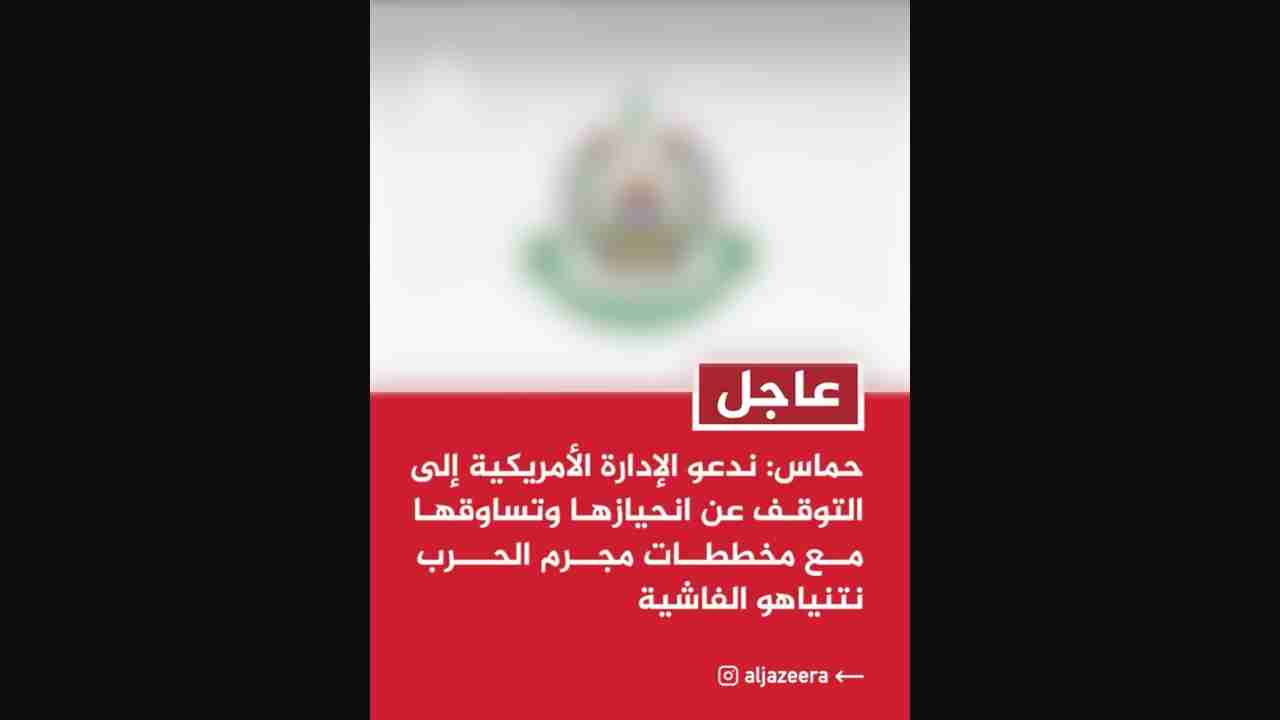 عاجل
حماس: ندعو الإدارة الأمريكية إلى
التوقف عن انحيازها وتساوقها
مع مخططات مجرم الحرب
نتنياهو الفاشية
aljazeera